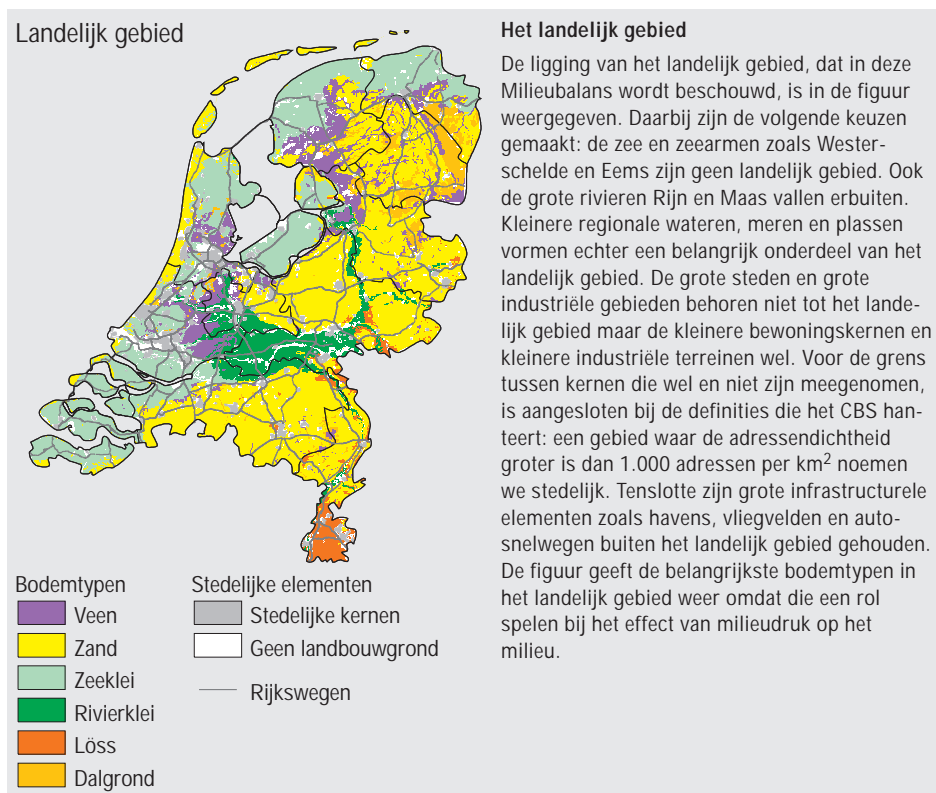 Landelijk gebied
Het landelijk gebied
De ligging van het landelijk gebied, dat in deze
Milieubalans wordt beschouwd, is in de figuur
weergegeven. Daarbij zijn de volgende keuzen
gemaakt: de zee en zeearmen zoals Wester-
schelde en Eems zijn geen landelijk gebied. Ook
de grote rivieren Rijn en Maas vallen erbuiten.
Kleinere regionale wateren, meren en plassen
vormen echter een belangrijk onderdeel van het
landelijk gebied. De grote steden en grote
industriële gebieden behoren niet tot het lande-
lijk gebied maar de kleinere bewoningskernen en
kleinere industriële terreinen wel. Voor de grens
tussen kernen die wel en niet zijn meegenomen,
is aangesloten bij de definities die het CBS han-
teert: een gebied waar de adressendichtheid
groter is dan 1.000 adressen per km² noemen
we stedelijk. Tenslotte zijn grote infrastructurele
elementen zoals havens, vliegvelden en auto-
snelwegen buiten het landelijk gebied gehouden.
De figuur geeft de belangrijkste bodemtypen in
het landelijk gebied weer omdat die een rol
spelen bij het effect van milieudruk op het
milieu.
Bodemtypen
Veen
Zand
Zeeklei
Rivierklei
Löss
Dalgrond
Stedelijke elementen
Stedelijke kernen
Geen landbouwgrond
Rijkswegen